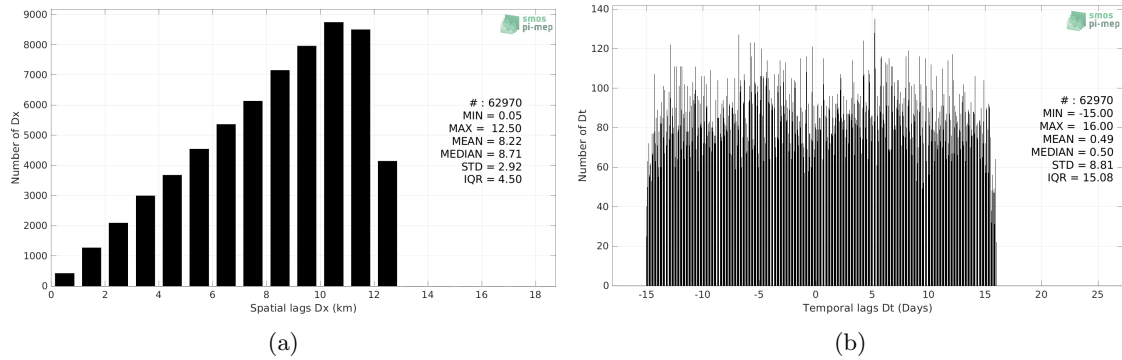 9000
8000
7000
6000
5000
4000
3000
2000
1000
0
Number of Dx
0 2 4 6 8 10 12 14 16 18
Spatial lags Dx (km)
smos
pi-mep
# : 62970
MIN = 0.05
MAX = 12.50
MEAN = 8.22
MEDIAN = 8.71
STD = 2.92
IQR = 4.50
(a)
140
120
100
80
60
40
20
0
Number of Dt
-15 -10 -5 0 5 10 15 20 25
Temporal lags Dt (Days)
smos
pi-mep
# : 62970
MIN = -15.00
MAX = 16.00
MEAN = 0.49
MEDIAN = 0.50
STD = 8.81
IQR = 15.08
(b)